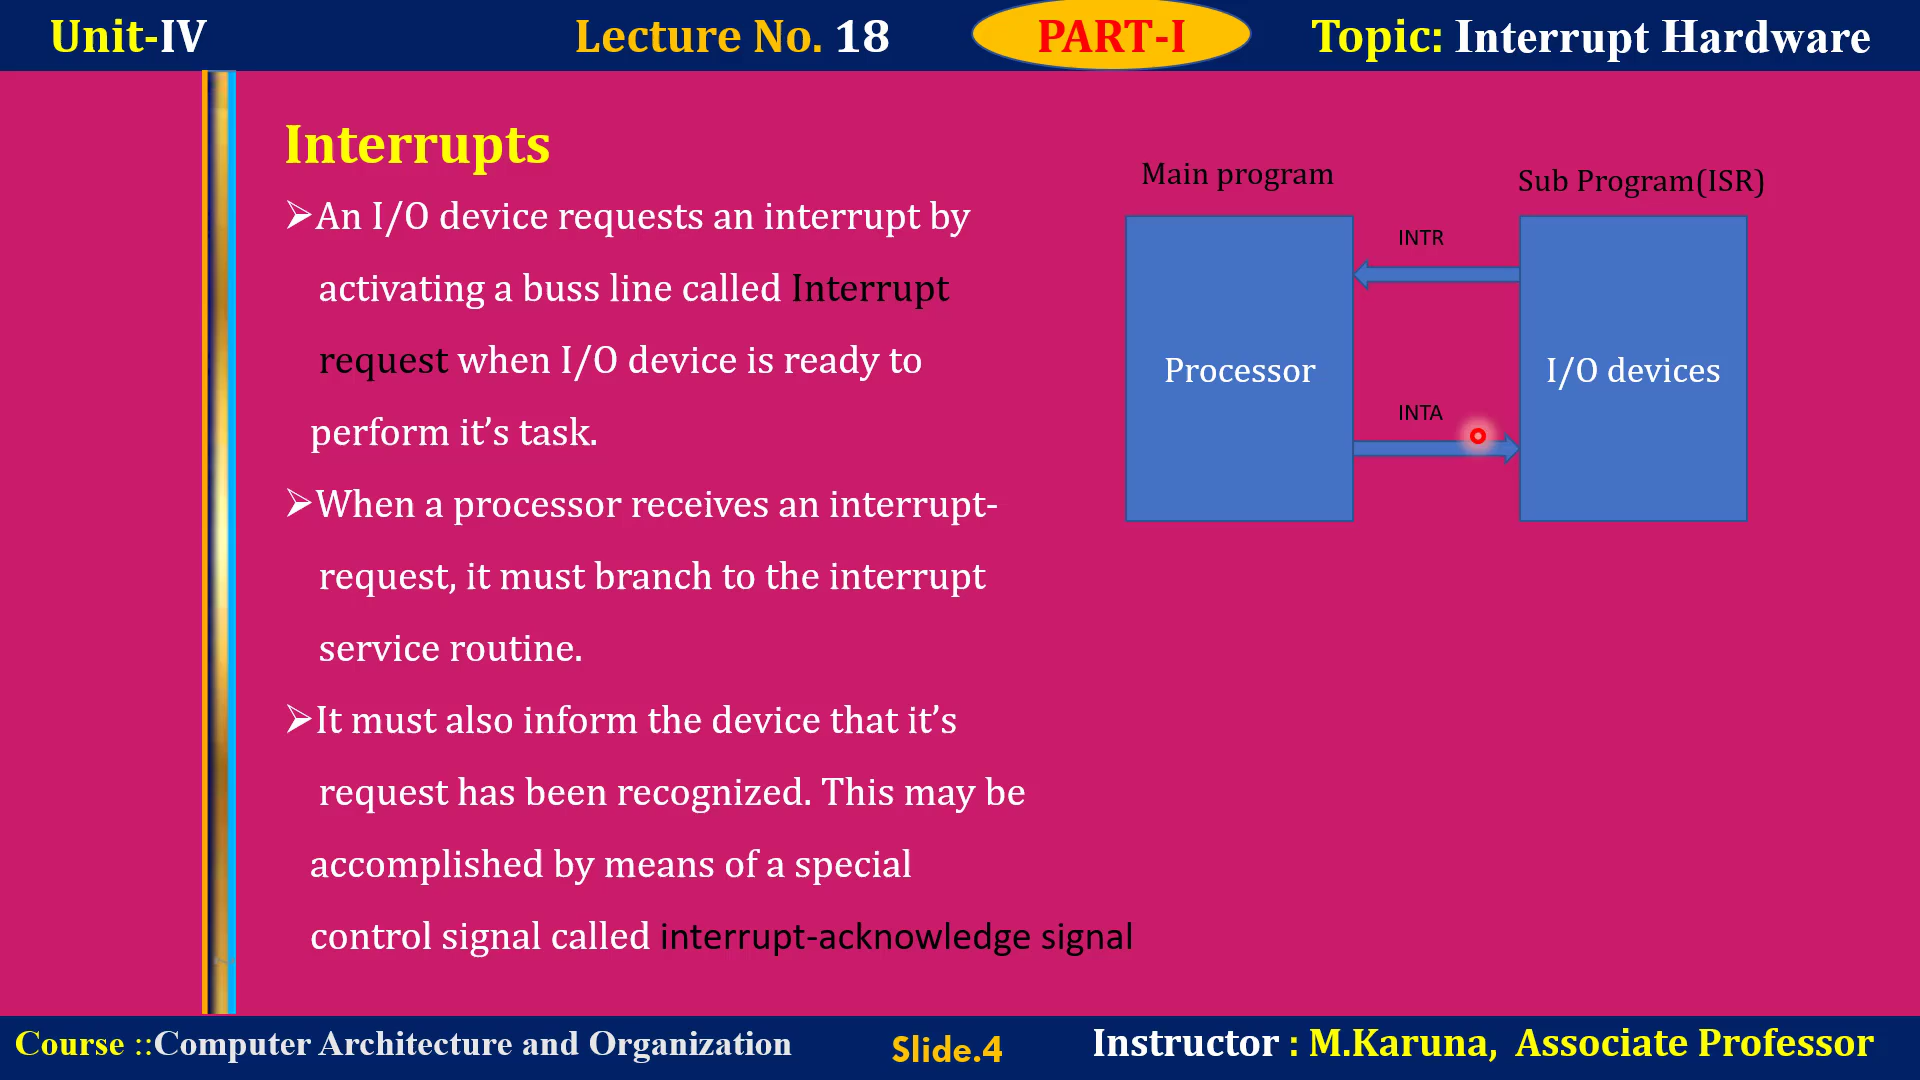 Unit-IV
Lecture No. 18
PART-I
Topic: Interrupt Hardware
Interrupts
➢An I/O device requests an interrupt by
activating a buss line called Interrupt
request when I/O device is ready to
perform it’s task.
➢When a processor receives an interrupt-
request, it must branch to the interrupt
service routine.
➢It must also inform the device that it’s
request has been recognized. This may be
accomplished by means of a special
control signal called interrupt-acknowledge signal
Main program
Sub Program(ISR)
INTR
Processor
I/O devices
INTA
Course ::Computer Architecture and Organization
Slide.4
Instructor : M.Karuna, Associate Professor